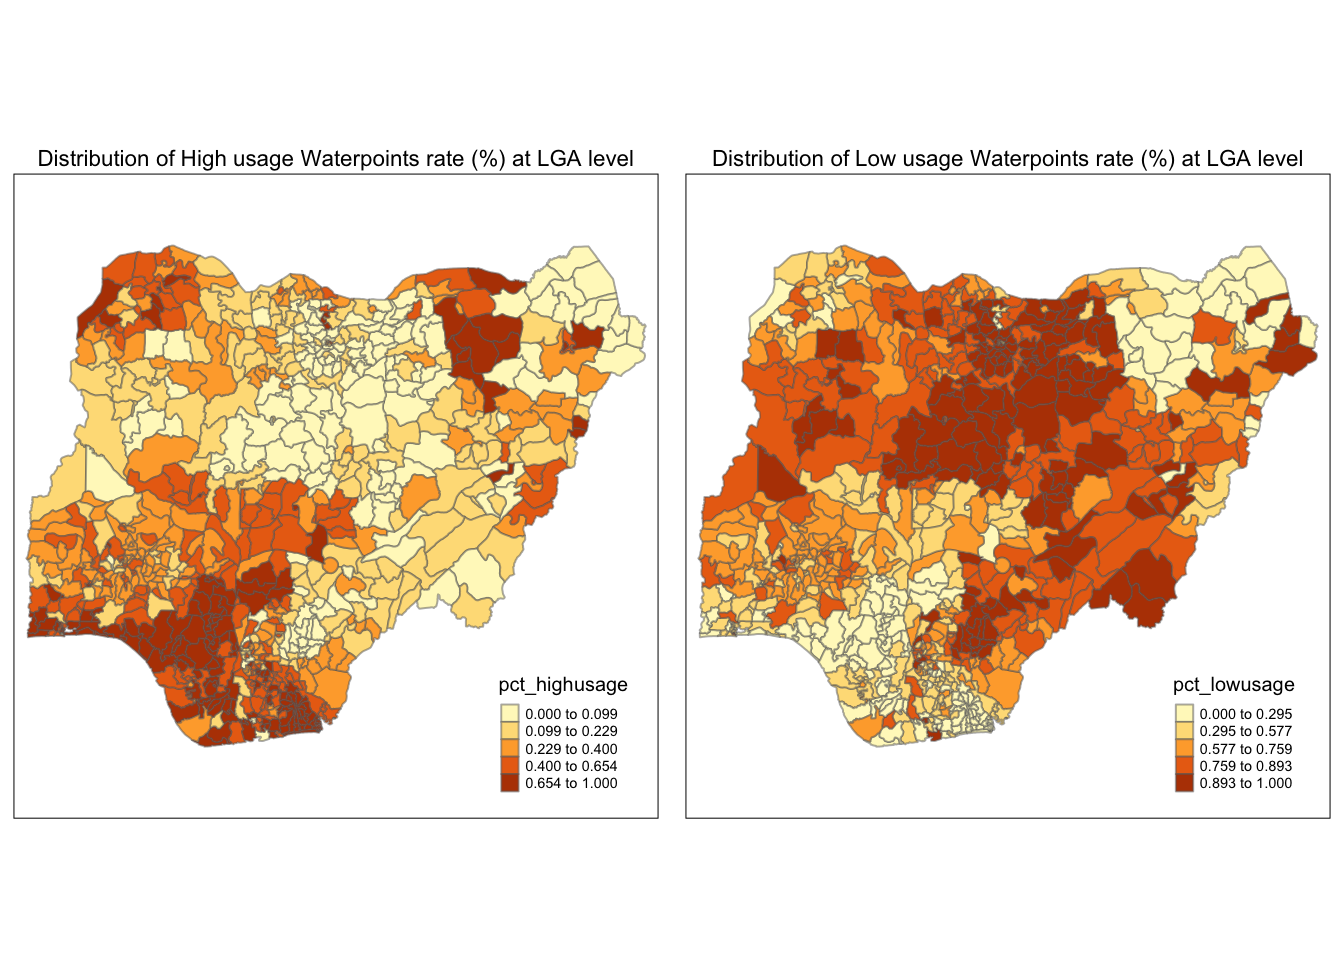 Distribution of High usage Waterpoints rate (%) at LGA level
pct_highusage
0.000 to 0.099
0.099 to 0.229
0.229 to 0.400
0.400 to 0.654
0.654 to 1.000
Distribution of Low usage Waterpoints rate (%) at LGA level
pct_lowusage
0.000 to 0.295
0.295 to 0.577
0.577 to 0.759
0.759 to 0.893
0.893 to 1.000